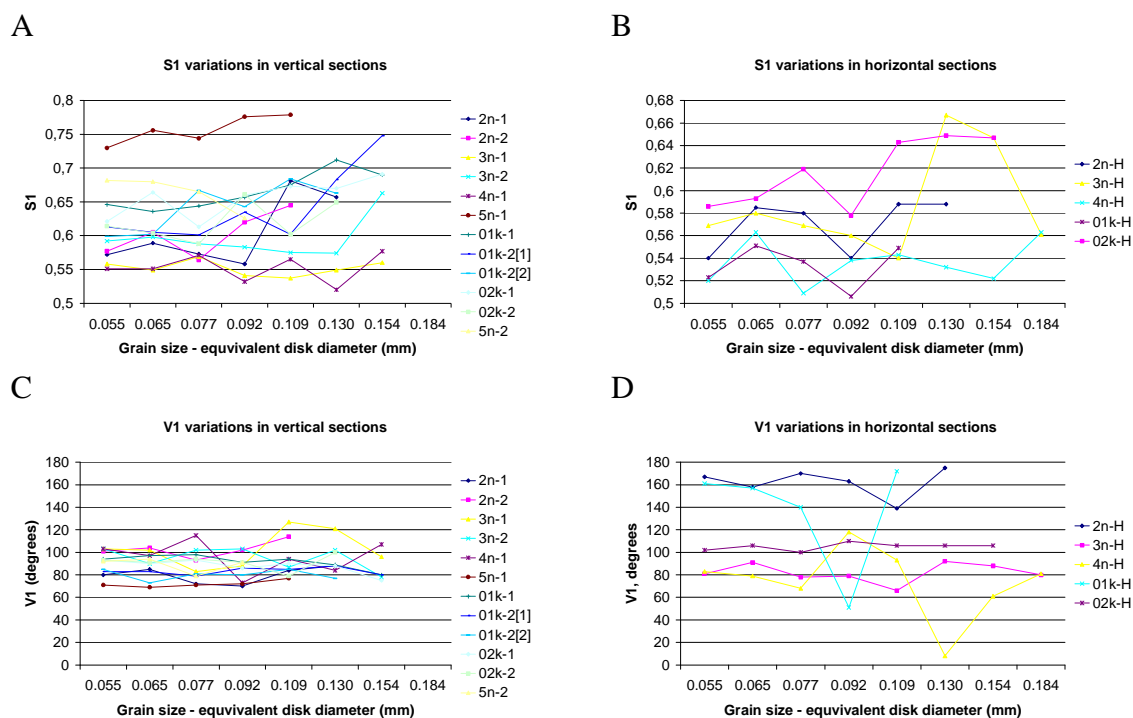 A
S1 variations in vertical sections
0,8
0,75
0,7
0,65
0,6
0,55
0,5
S1
0.055 0.065 0.077 0.092 0.109 0.130 0.154 0.184
Grain size - equvivalent disk diameter (mm)
2n-1
2n-2
3n-1
3n-2
4n-1
5n-1
01k-1
01k-2[1]
01k-2[2]
02k-1
02k-2
5n-2
B
S1 variations in horizontal sections
0,68
0,66
0,64
0,62
0,6
0,58
0,56
0,54
0,52
0,5
S1
0.055 0.065 0.077 0.092 0.109 0.130 0.154 0.184
Grain size - equvivalent disk diameter (mm)
2n-H
3n-H
4n-H
01k-H
02k-H
C
V1 variations in vertical sections
180
160
140
120
100
80
60
40
20
0
V1 (degrees)
0.055 0.065 0.077 0.092 0.109 0.130 0.154 0.184
Grain size - equvivalent disk diameter (mm)
2n-1
2n-2
3n-1
3n-2
4n-1
5n-1
01k-1
01k-2[1]
01k-2[2]
02k-1
02k-2
5n-2
D
V1 variations in horizontal sections
180
160
140
120
100
80
60
40
20
0
V1, degrees
0.055 0.065 0.077 0.092 0.109 0.130 0.154 0.184
Grain size - equvivalent disk diameter (mm)
2n-H
3n-H
4n-H
01k-H
02k-H